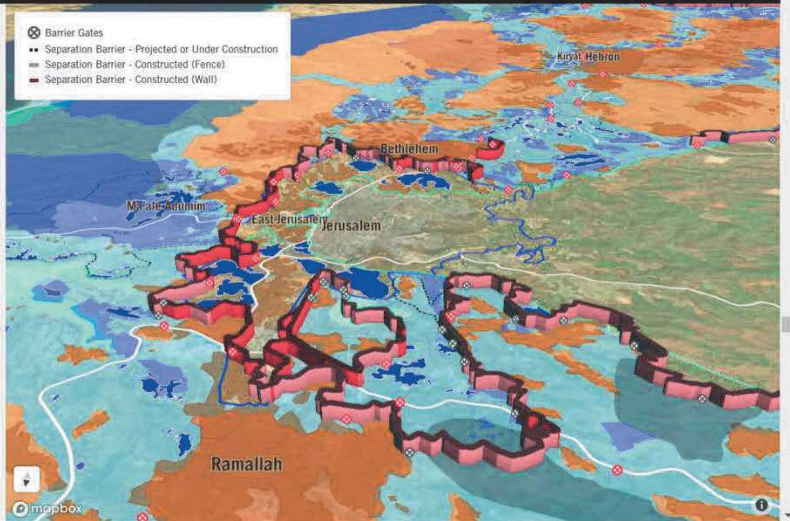 Barrier Gates
Separation Barrier - Projected or Under Construction
Separation Barrier - Constructed (Fence)
Separation Barrier - Constructed (Wall)
Kiryat Hebron
Bethlehem
Ma'ale Adumim
East Jerusalem
Jerusalem
Ramallah
mapbox
i